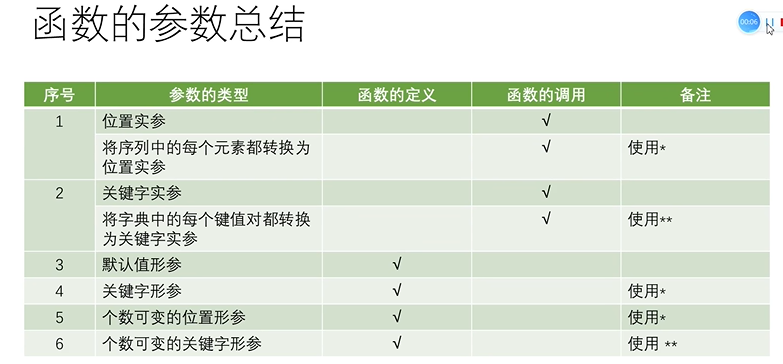 函数的参数总结
00:06
序号 参数的类型 函数的定义 函数的调用 备注
1 位置实参 √
将序列中的每个元素都转换为 √ 使用*
位置实参
2 关键字实参 √
将字典中的每个键值对都转换 √ 使用**
为关键字实参
3 默认值形参 √
4 关键字形参 √ 使用*
5 个数可变的位置形参 √ 使用*
6 个数可变的关键字形参 √ 使用 **